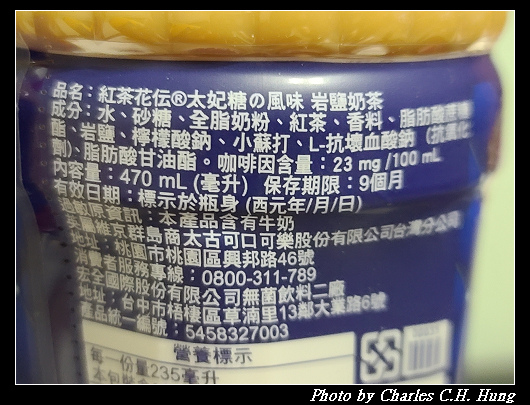 品名：紅茶花伝®太妃糖の風味 岩鹽奶茶
成分：水、砂糖、全脂奶粉、紅茶、香料、脂肪酸蔗糖
酯、岩鹽、檸檬酸鈉、小蘇打、L-抗壞血酸鈉（抗氧化
劑）、脂肪酸甘油酯。咖啡因含量：23 mg /100 mL
內容量：470 mL (毫升) 保存期限：9個月
有效日期：標示於瓶身 (西元年/月/日)
過敏原資訊：本產品含有牛奶
雅京群島商太古可口可樂股份有限公司台灣分公司
地址：桃園市桃園區興邦路46號
消費者服務專線：0800-311-789
宏全國際股份有限公司無菌飲料二廠
地址：台中市梧棲區草湳里13鄰大業路6號
產品統一編號：5458327003
營養標示
每一份量235毫升
本包裝含
Photo by Charles C.H. Hung